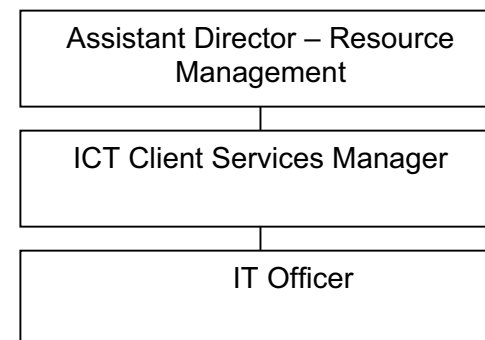 Assistant Director – Resource
Management
ICT Client Services Manager
IT Officer